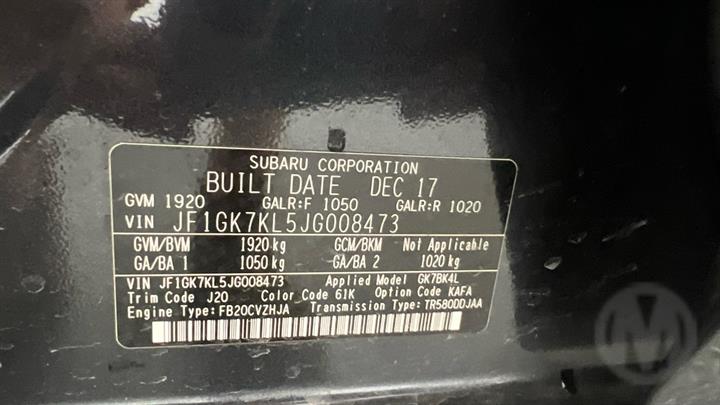 SUBARU CORPORATION
BUILT DATE DEC 17
GVM 1920 GALR:F 1050 GALR:R 1020
VIN JF1GK7KL5JG008473
GVM/BVM 1920 kg GCM/BKM Not Applicable
GA/BA 1 1050 kg GA/BA 2 1020 kg
VIN JF1GK7KL5JG008473 Applied Model GK7BK4L
Trim Code J20 Color Code 61K Option Code KAFA
Engine Type: FB20CVZHJA Transmission Type: TR580DDJAA
M